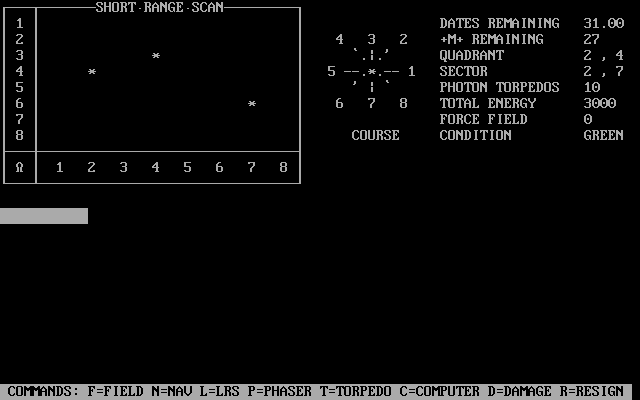 SHORT-RANGE-SCAN
1 DATES REMAINING 31.00
2 4 3 2 +M+ REMAINING 27
3 * `.¦.' QUADRANT 2 , 4
4 * 5 --.*.-- 1 SECTOR 2 , 7
5 ' ¦ ` PHOTON TORPEDOS 10
6 * 6 7 8 TOTAL ENERGY 3000
7 FORCE FIELD 0
8 COURSE CONDITION GREEN
Ω 1 2 3 4 5 6 7 8
COMMANDS: F=FIELD N=NAV L=LRS P=PHASER T=TORPEDO C=COMPUTER D=DAMAGE R=RESIGN